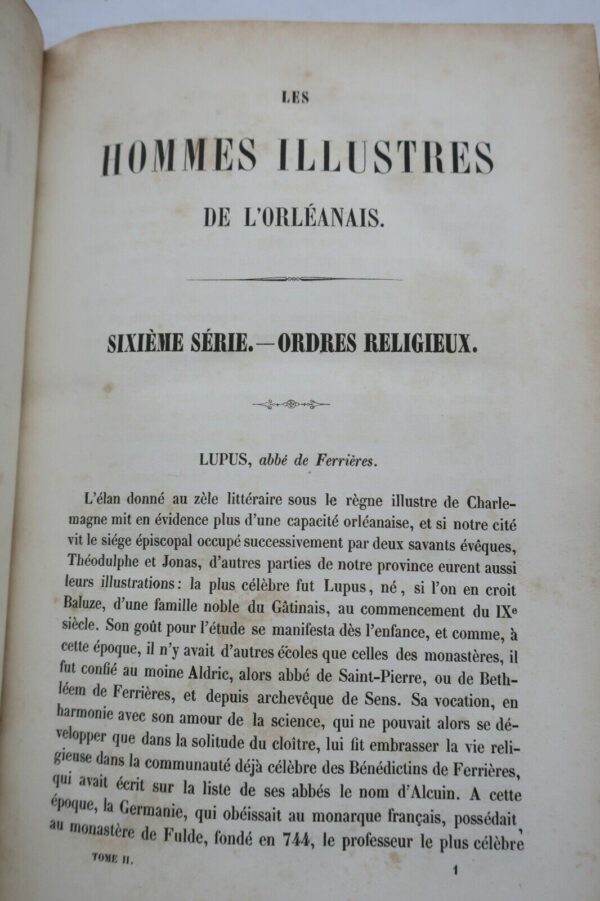 LES
HOMMES ILLUSTRES
DE L'ORLÉANAIS.
SIXIÈME SÉRIE.—ORDRES RELIGIEUX.
LUPUS, abbé de Ferrières.
L'élan donné au zèle littéraire sous le règne illustre de Charle-
magne mit en évidence plus d'une capacité orléanaise, et si notre cité
vit le siége épiscopal occupé successivement par deux savants évêques,
Théodulphe et Jonas, d'autres parties de notre province eurent aussi
leurs illustrations : la plus célèbre fut Lupus, né, si l'on en croit
Baluze, d'une famille noble du Gâtinais, au commencement du IXe
siècle. Son goût pour l'étude se manifesta dès l'enfance, et comme, à
cette époque, il n'y avait d'autres écoles que celles des monastères, il
fut confié au moine Aldric, alors abbé de Saint-Pierre, ou de Beth-
léem de Ferrières, et depuis archevêque de Sens. Sa vocation, en
harmonie avec son amour de la science, qui ne pouvait alors se dé-
velopper que dans la solitude du cloître, lui fit embrasser la vie reli-
gieuse dans la communauté déjà célèbre des Bénédictins de Ferrières,
qui avait écrit sur la liste de ses abbés le nom d'Alcuin. A cette
époque, la Germanie, qui obéissait au monarque français, possédait,
au monastère de Fulde, fondé en 744, le professeur le plus célèbre
TOME II.
1